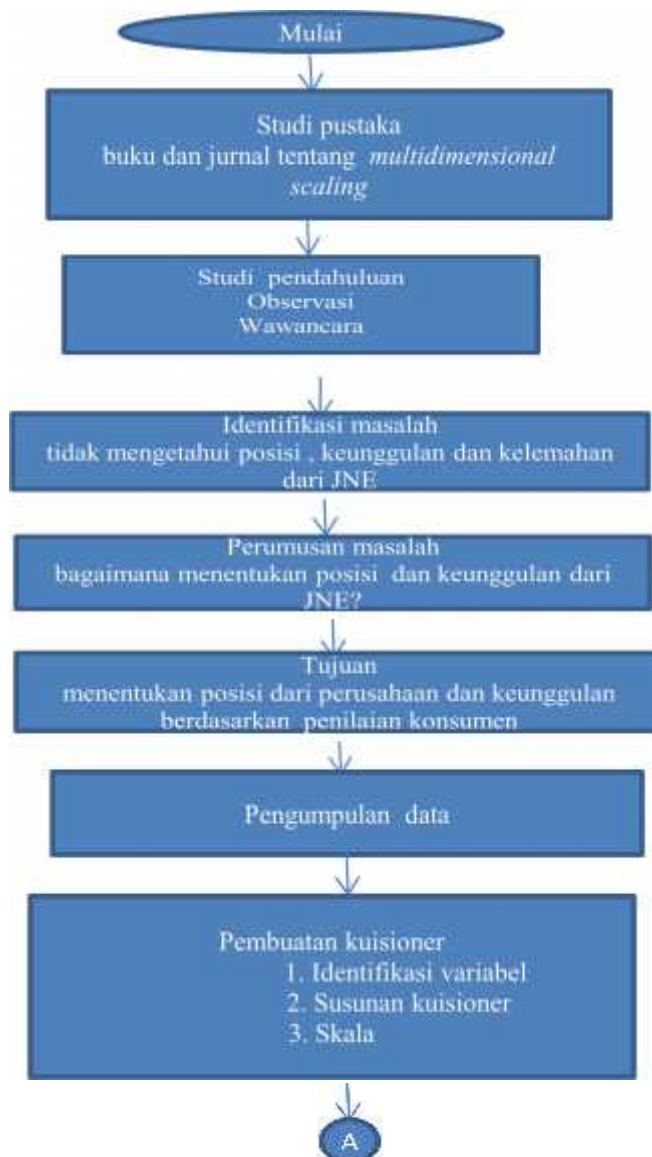 Mulai
Studi pustaka
buku dan jurnal tentang multidimensional
scaling
Studi pendahuluan
Observasi
Wawancara
Identifikasi masalah
tidak mengetahui posisi , keunggulan dan kelemahan
dari JNE
Perumusan masalah
bagaimana menentukan posisi dan keunggulan dari
JNE?
Tujuan
menentukan posisi dari perusahaan dan keunggulan
berdasarkan penilaian konsumen
Pengumpulan data
Pembuatan kuisioner
1. Identifikasi variabel
2. Susunan kuisioner
3. Skala
A